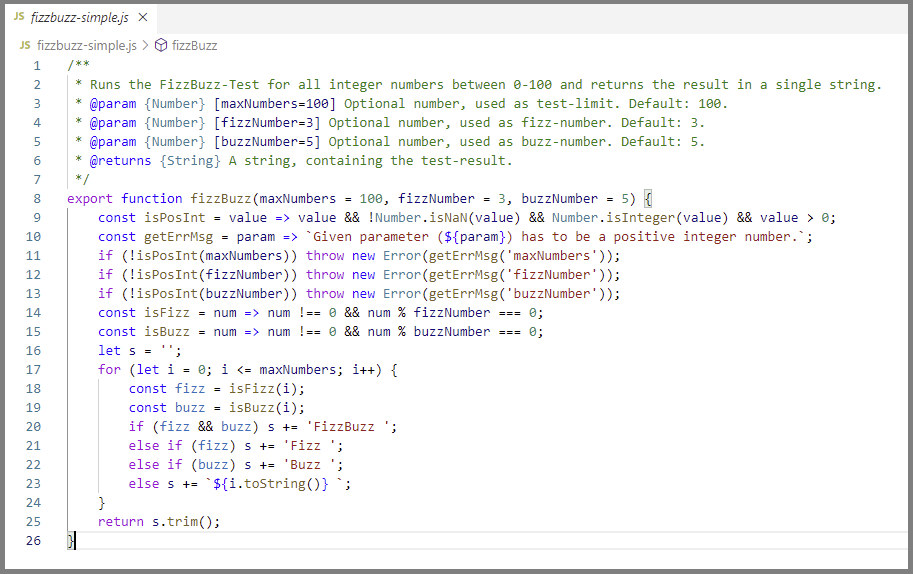 JS fizzbuzz-simple.js ×
JS fizzbuzz-simple.js > fizzBuzz
1 /**
2  * Runs the FizzBuzz-Test for all integer numbers between 0-100 and returns the result in a single string.
3  * @param {Number} [maxNumbers=100] Optional number, used as test-limit. Default: 100.
4  * @param {Number} [fizzNumber=3] Optional number, used as fizz-number. Default: 3.
5  * @param {Number} [buzzNumber=5] Optional number, used as buzz-number. Default: 5.
6  * @returns {String} A string, containing the test-result.
7  */
8 export function fizzBuzz(maxNumbers = 100, fizzNumber = 3, buzzNumber = 5) {
9     const isPosInt = value => value && !Number.isNaN(value) && Number.isInteger(value) && value > 0;
10     const getErrMsg = param => `Given parameter (${param}) has to be a positive integer number.`;
11     if (!isPosInt(maxNumbers)) throw new Error(getErrMsg('maxNumbers'));
12     if (!isPosInt(fizzNumber)) throw new Error(getErrMsg('fizzNumber'));
13     if (!isPosInt(buzzNumber)) throw new Error(getErrMsg('buzzNumber'));
14     const isFizz = num => num !== 0 && num % fizzNumber === 0;
15     const isBuzz = num => num !== 0 && num % buzzNumber === 0;
16     let s = '';
17     for (let i = 0; i <= maxNumbers; i++) {
18         const fizz = isFizz(i);
19         const buzz = isBuzz(i);
20         if (fizz && buzz) s += 'FizzBuzz ';
21         else if (fizz) s += 'Fizz ';
22         else if (buzz) s += 'Buzz ';
23         else s += `${i.toString()} `;
24     }
25     return s.trim();
26 }